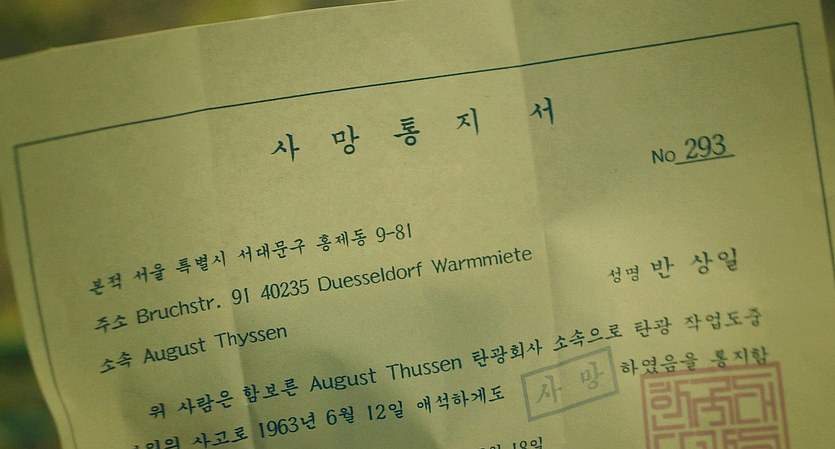 사 망 통 지 서
No 293
본적 서울 특별시 서대문구 홍제동 9-81
주소 Bruchstr. 91 40235 Duesseldorf Warmmiete
성명 반 상일
소속 August Thyssen
위 사람은 함보른 August Thussen 탄광회사 소속으로 탄광 작업도중
사고로 1963년 6월 12일 애석하게도 사 망 하였음을 통지함
18일